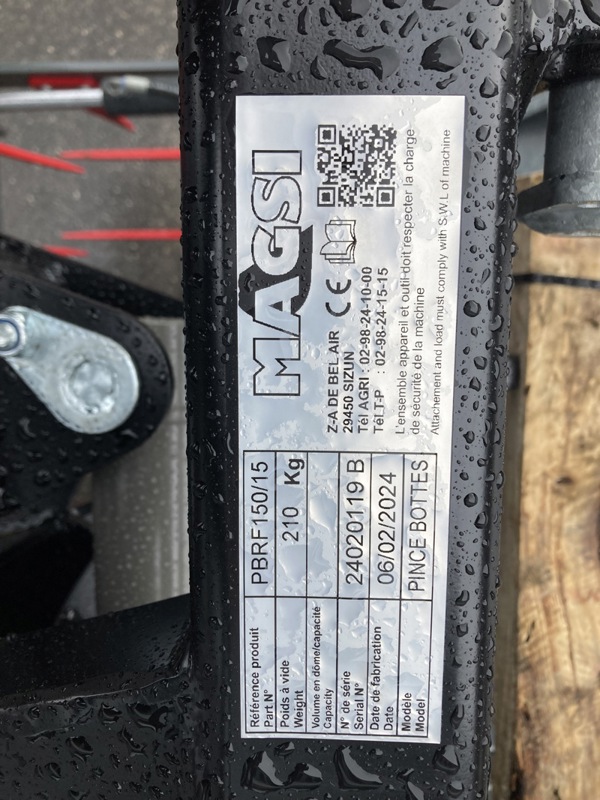 MAGSI
Z-A DE BEL AIR
29450 SIZUN
Tél AGRI : 02-98-24-10-00
Tél T-P : 02-98-24-15-15
CE
L'ensemble appareil et outil doit respecter la charge
de sécurité de la machine
Attachement and load must comply with S.W.L of machine
Référence produit
Part N° PBRF150/15
Poids à vide
Weight 210 Kg
Volume en dôme/capacité
Capacity
N° de série
Serial N° 24020119 B
Date de fabrication
Date 06/02/2024
Modèle
Model PINCE BOTTES